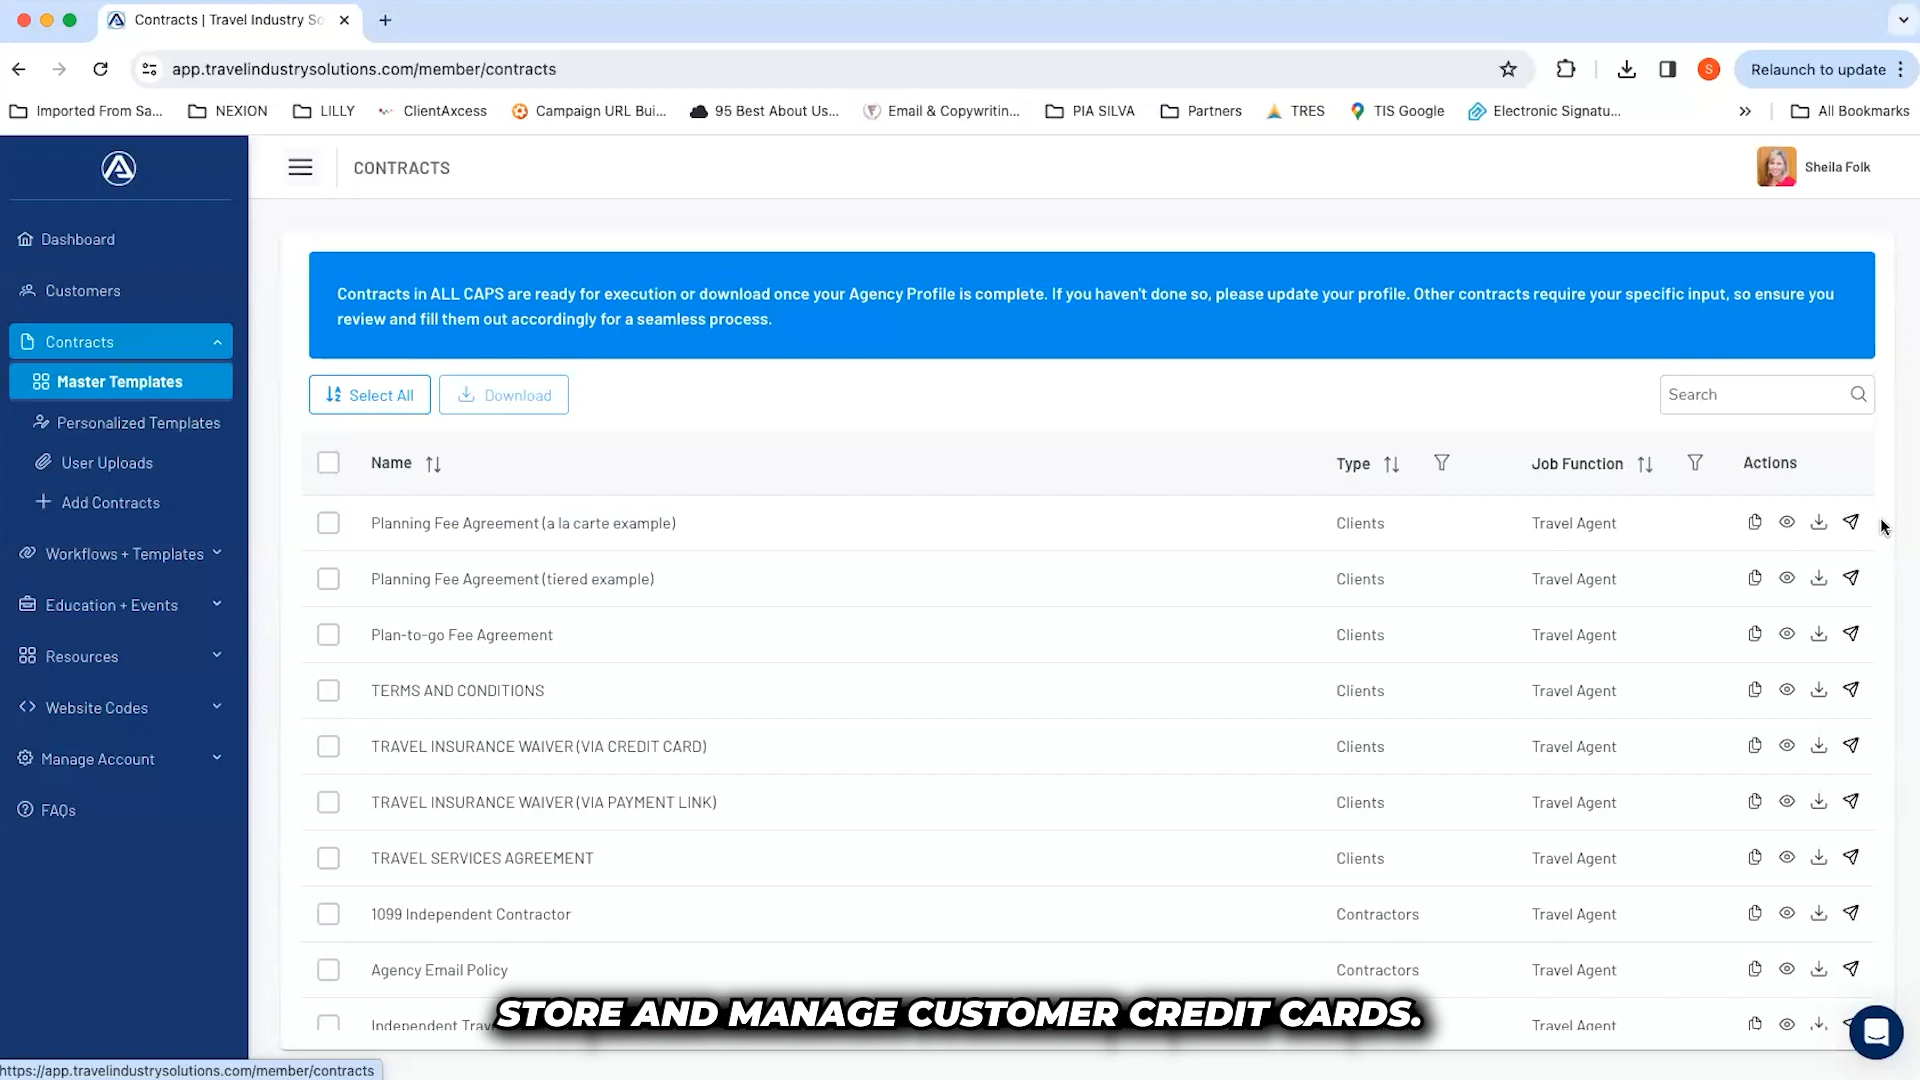 Contracts | Travel Industry So
app.travelindustrysolutions.com/member/contracts
S
Relaunch to update
Imported From Sa...
NEXION
LILLY
ClientAxcess
Campaign URL Bui...
95 Best About Us...
Email & Copywritin...
PIA SILVA
Partners
TRES
TIS Google
Electronic Signatu...
All Bookmarks
CONTRACTS
Sheila Folk
Dashboard
Customers
Contracts
Master Templates
Personalized Templates
User Uploads
Add Contracts
Workflows + Templates
Education + Events
Resources
Website Codes
Manage Account
FAQs
Contracts in ALL CAPS are ready for execution or download once your Agency Profile is complete. If you haven't done so, please update your profile. Other contracts require your specific input, so ensure you
review and fill them out accordingly for a seamless process.
Select All
Download
Search
Name
Type
Job Function
Actions
Planning Fee Agreement (a la carte example)
Clients
Travel Agent
Planning Fee Agreement (tiered example)
Clients
Travel Agent
Plan-to-go Fee Agreement
Clients
Travel Agent
TERMS AND CONDITIONS
Clients
Travel Agent
TRAVEL INSURANCE WAIVER (VIA CREDIT CARD)
Clients
Travel Agent
TRAVEL INSURANCE WAIVER (VIA PAYMENT LINK)
Clients
Travel Agent
TRAVEL SERVICES AGREEMENT
Clients
Travel Agent
1099 Independent Contractor
Contractors
Travel Agent
Agency Email Policy
Contractors
Travel Agent
Independent Trav
Travel Agent
STORE AND MANAGE CUSTOMER CREDIT CARDS.
https://app.travelindustrysolutions.com/member/contracts